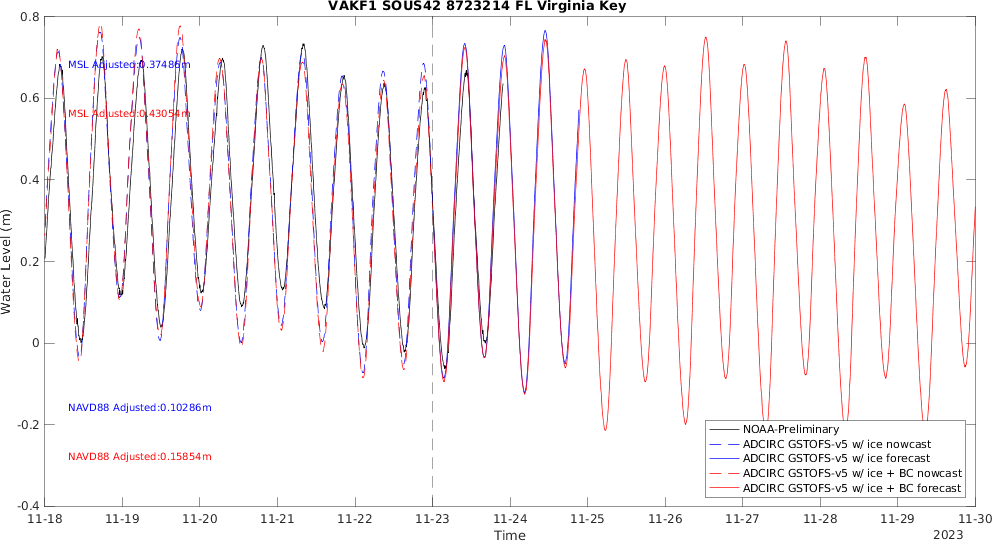 VAKF1 SOUS42 8723214 FL Virginia Key
0.8
0.6
0.4
0.2
0
-0.2
-0.4
Water Level (m)
MSL Adjusted:0.37486m
MSL Adjusted:0.43054m
NAVD88 Adjusted:0.10286m
NAVD88 Adjusted:0.15854m
NOAA-Preliminary
ADCIRC GSTOFS-v5 w/ ice nowcast
ADCIRC GSTOFS-v5 w/ ice forecast
ADCIRC GSTOFS-v5 w/ ice + BC nowcast
ADCIRC GSTOFS-v5 w/ ice + BC forecast
11-18 11-19 11-20 11-21 11-22 11-23 11-24 11-25 11-26 11-27 11-28 11-29 11-30
Time
2023